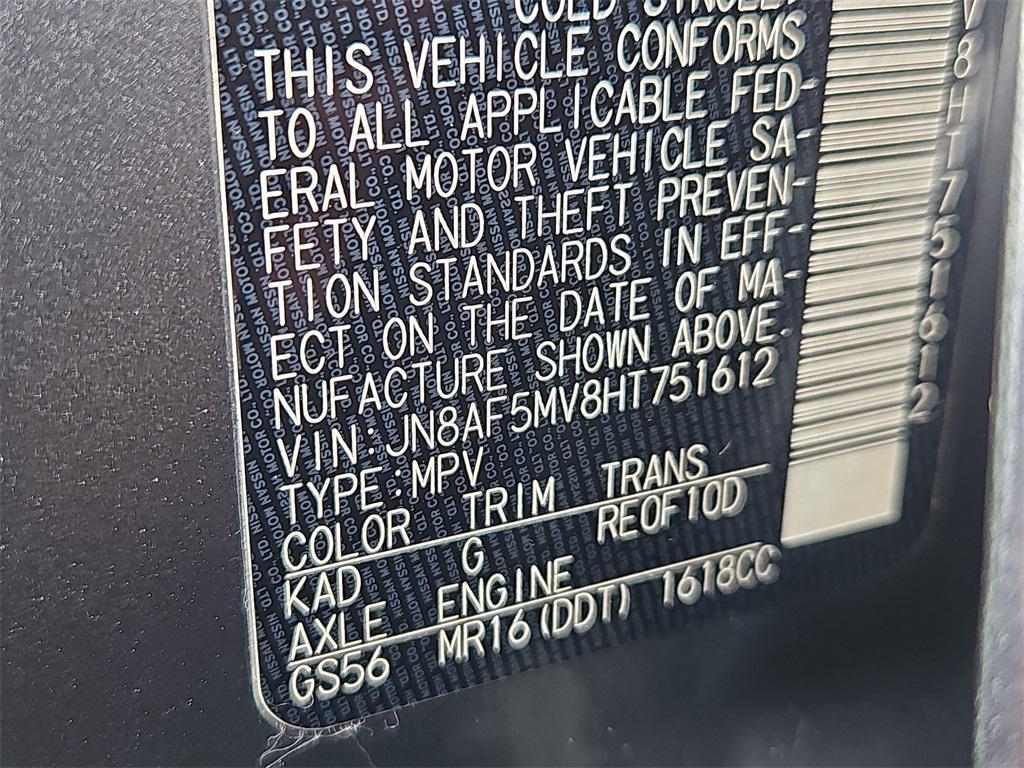 THIS VEHICLE CONFORMS
TO ALL APPLICABLE FED-
ERAL MOTOR VEHICLE SA-
FETY AND THEFT PREVEN-
TION STANDARDS IN EFF-
ECT ON THE DATE OF MA-
NUFACTURE SHOWN ABOVE.
VIN:JN8AF5MV8HT751612
TYPE:MPV
COLOR TRIM TRANS
KAD G RE0F10D
AXLE ENGINE
GS56 MR16(DDT) 1618CC
V8HT751612